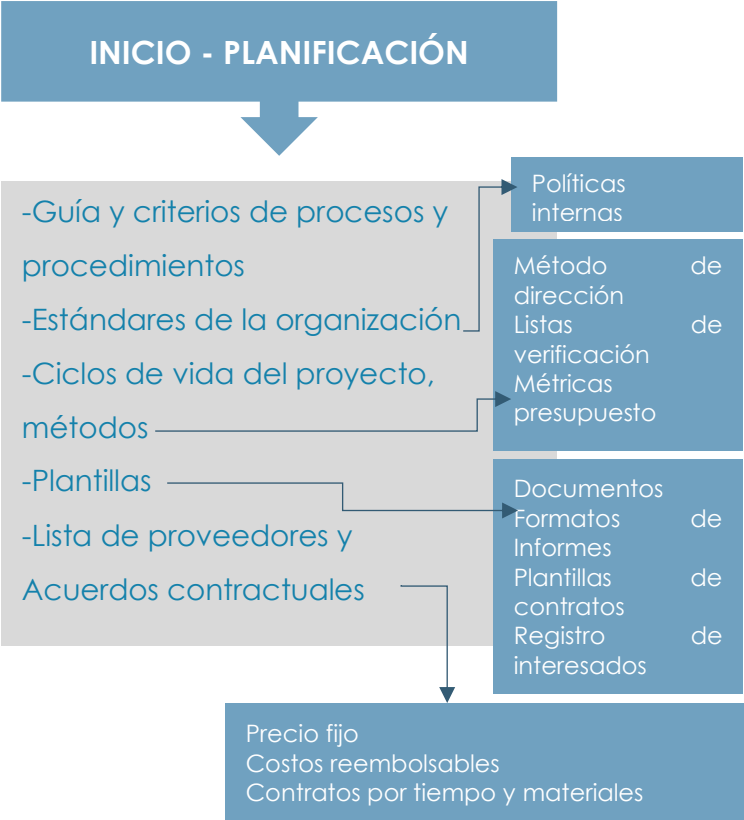 INICIO - PLANIFICACIÓN
-Guía y criterios de procesos y
procedimientos
-Estándares de la organización
-Ciclos de vida del proyecto,
métodos
-Plantillas
-Lista de proveedores y
Acuerdos contractuales
Políticas
internas
Método de
dirección
Listas de
verificación
Métricas
presupuesto
Documentos
Formatos de
Informes
Plantillas de
contratos
Registro de
interesados
Precio fijo
Costos reembolsables
Contratos por tiempo y materiales